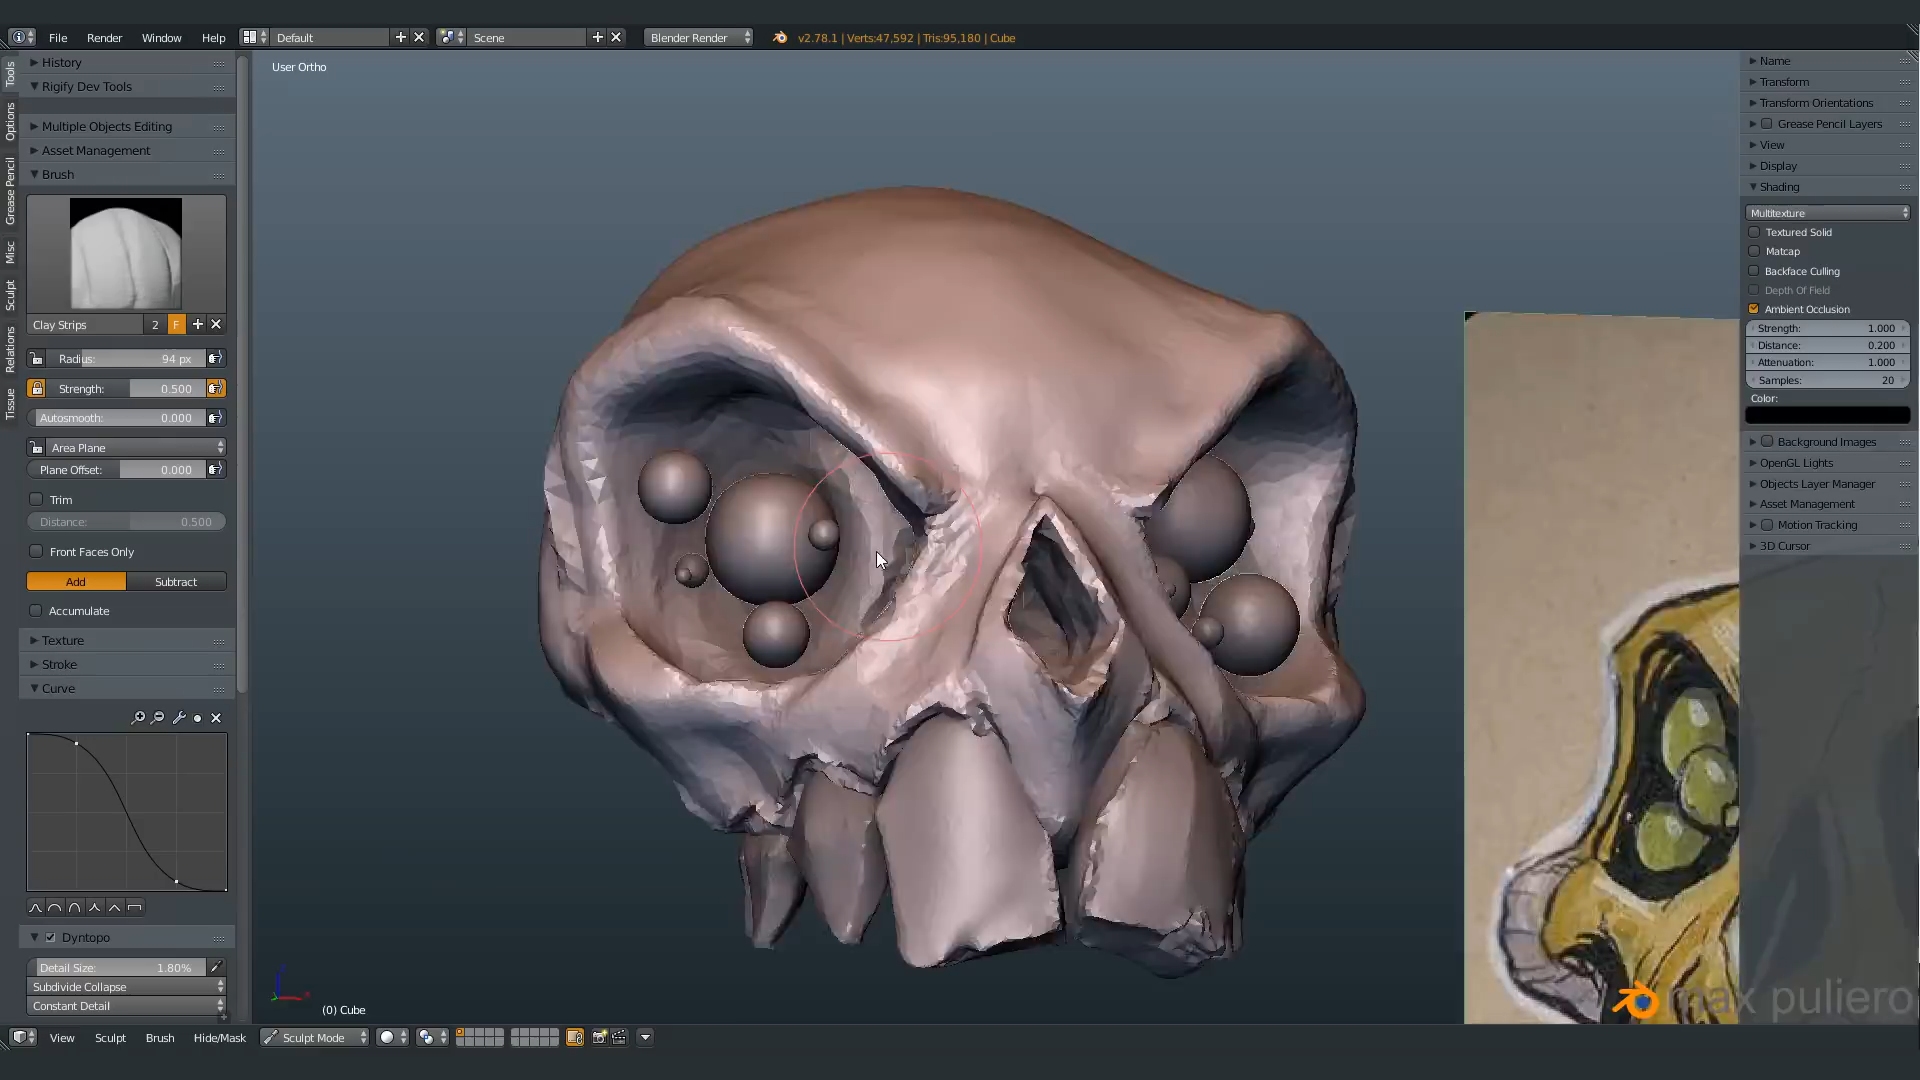 File Render Window Help Default Scene Blender Render v2.78.1 | Verts:47,592 | Tris:95,180 | Cube
User Ortho
Tools
Options
Grease Pencil
Misc
Sculpt
Relations
Tissue
History
Rigify Dev Tools
Multiple Objects Editing
Asset Management
Brush
Clay Strips 2 F
Radius: 94 px
Strength: 0.500
Autosmooth: 0.000
Area Plane
Plane Offset: 0.000
Trim
Distance: 0.500
Front Faces Only
Add Subtract
Accumulate
Texture
Stroke
Curve
Dyntopo
Detail Size: 1.80%
Subdivide Collapse
Constant Detail
(0) Cube
Name
Transform
Transform Orientations
Grease Pencil Layers
View
Display
Shading
Multitexture
Textured Solid
Matcap
Backface Culling
Depth Of Field
Ambient Occlusion
Strength: 1.000
Distance: 0.200
Attenuation: 1.000
Samples: 20
Color:
Background Images
OpenGL Lights
Objects Layer Manager
Asset Management
Motion Tracking
3D Cursor
max puliero
View Sculpt Brush Hide/Mask Sculpt Mode